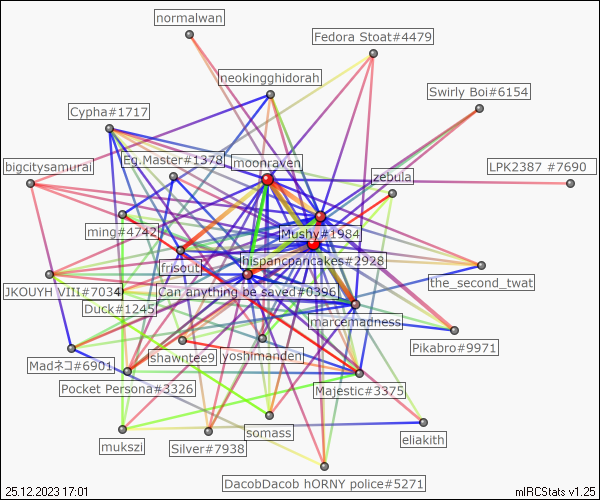 normalwan
Fedora Stoat#4479
neokingghidorah
Swirly Boi#6154
Cypha#1717
Eg.Master#1378
moonraven
bigcitysamurai
zebula
LPK2387 #7690
ming#4742
Mushy#1984
hispancpancakes#2928
frisout
the_second_twat
JKOUYH VIII#7034
Can anything be saved#0396
Duck#1245
marcemadness
Pikabro#9971
Madネコ#6901
shawntee9
yoshimanden
Pocket Persona#3326
Majestic#3375
somass
eliakith
mukszi
Silver#7938
DacobDacob hORNY police#5271
25.12.2023 17:01
mIRCStats v1.25